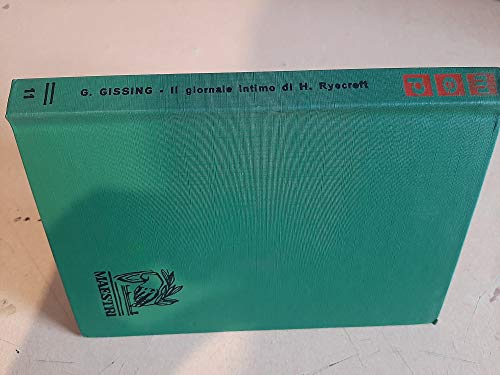 11
G. GISSING - Il giornale intimo di H. Ryecroft
MAESTRI